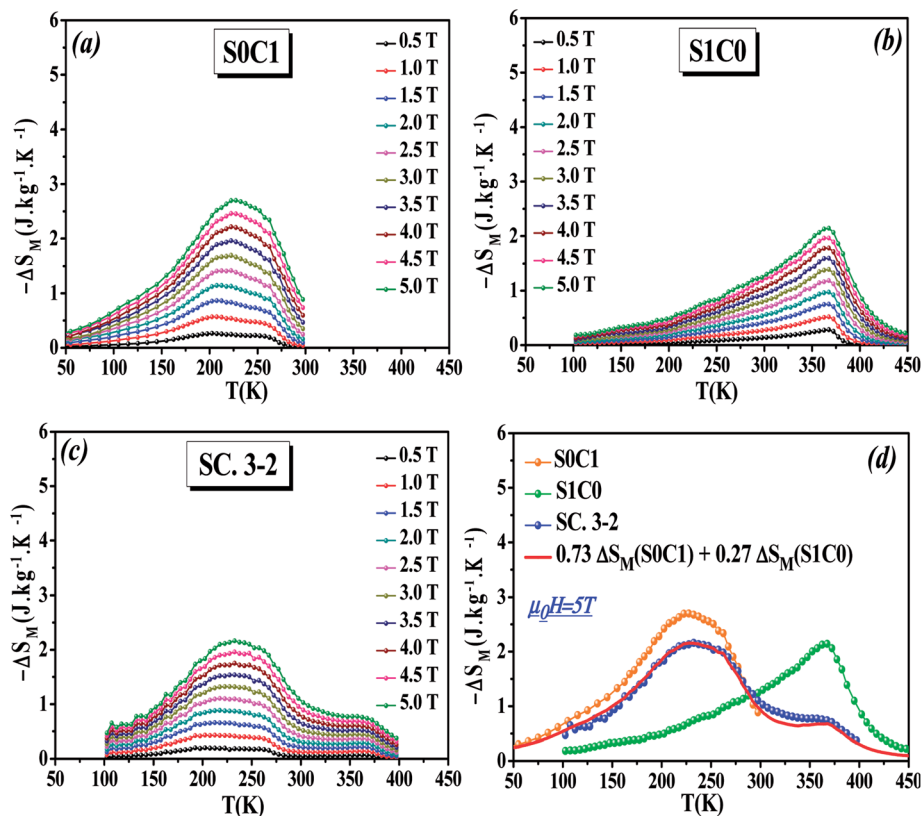 (a)
S0C1
0.5 T
1.0 T
1.5 T
2.0 T
2.5 T
3.0 T
3.5 T
4.0 T
4.5 T
5.0 T
6
5
4
3
2
1
0
-ΔS_M (J.kg⁻¹.K⁻¹)
50 100 150 200 250 300 350 400 450
T(K)
(b)
S1C0
0.5 T
1.0 T
1.5 T
2.0 T
2.5 T
3.0 T
3.5 T
4.0 T
4.5 T
5.0 T
6
5
4
3
2
1
0
-ΔS_M (J.kg⁻¹.K⁻¹)
50 100 150 200 250 300 350 400 450
T(K)
(c)
SC. 3-2
0.5 T
1.0 T
1.5 T
2.0 T
2.5 T
3.0 T
3.5 T
4.0 T
4.5 T
5.0 T
6
5
4
3
2
1
0
-ΔS_M (J.kg⁻¹.K⁻¹)
50 100 150 200 250 300 350 400 450
T(K)
(d)
S0C1
S1C0
SC. 3-2
0.73 ΔS_M(S0C1) + 0.27 ΔS_M(S1C0)
μ₀H=5T
6
5
4
3
2
1
0
-ΔS_M (J.kg⁻¹.K⁻¹)
50 100 150 200 250 300 350 400 450
T(K)